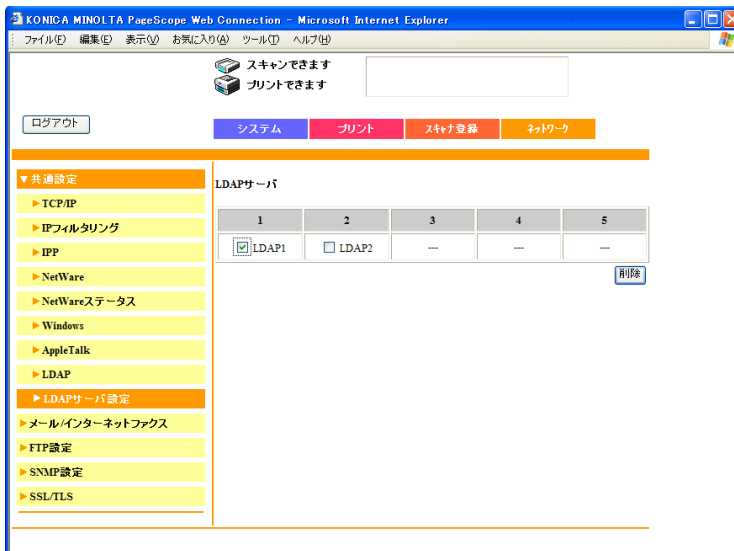 KONICA MINOLTA PageScope Web Connection - Microsoft Internet Explorer
ファイル(F) 編集(E) 表示(V) お気に入り(A) ツール(T) ヘルプ(H)
スキャンできます
プリントできます
ログアウト
システム プリント スキャナ登録 ネットワーク
▼共通設定
▶TCP/IP
▶IPフィルタリング
▶IPP
▶NetWare
▶NetWareステータス
▶Windows
▶AppleTalk
▶LDAP
▶LDAPサーバ設定
▶メール/インターネットファクス
▶FTP設定
▶SNMP設定
▶SSL/TLS
LDAPサーバ
1 2 3 4 5
LDAP1 LDAP2 --- --- ---
削除